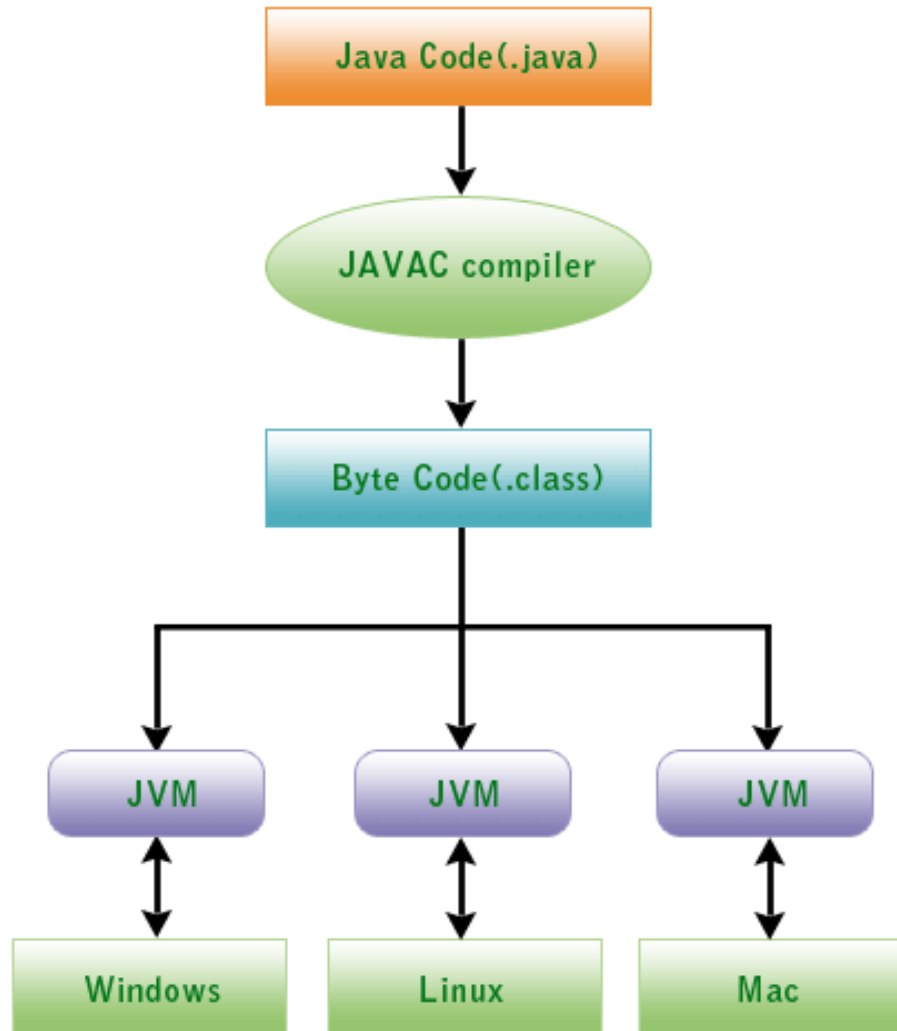 Java Code(.java)
JAVAC compiler
Byte Code(.class)
JVM
JVM
JVM
Windows
Linux
Mac